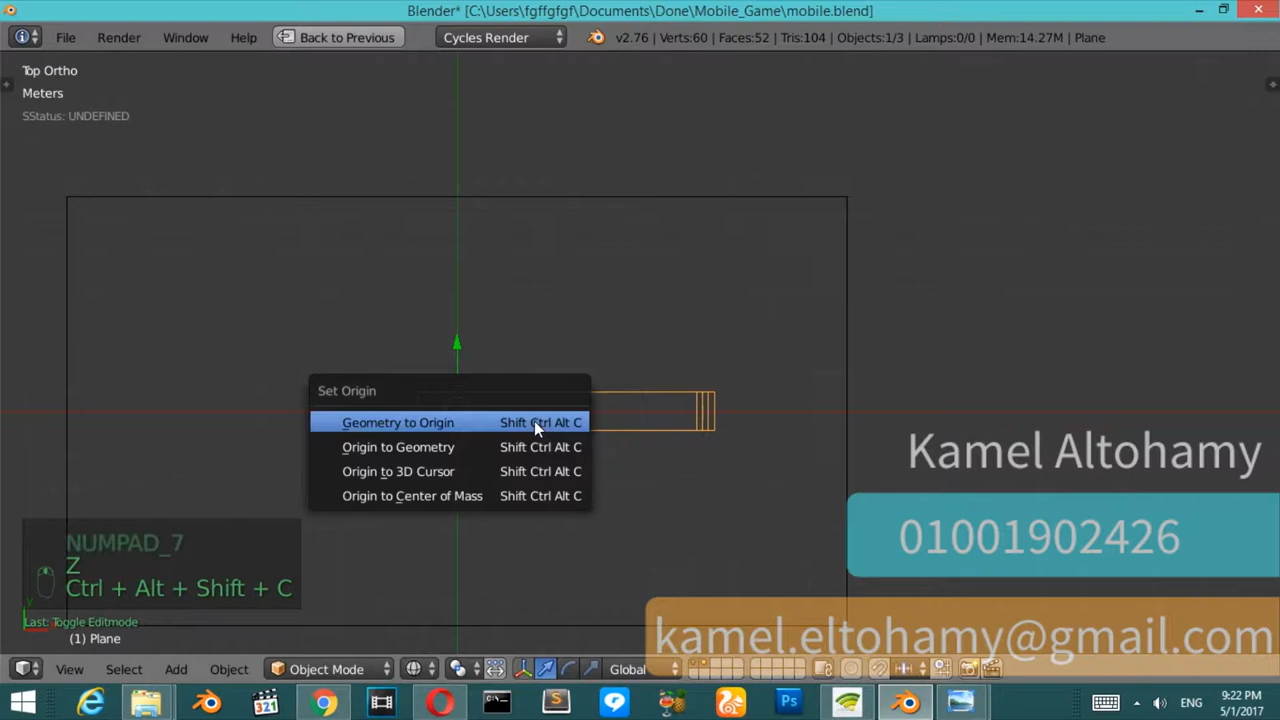 Blender* [C:\Users\fgffgfgf\Documents\Done\Mobile_Game\mobile.blend]
File Render Window Help Back to Previous Cycles Render v2.76 | Verts:60 | Faces:52 | Tris:104 | Objects:1/3 | Lamps:0/0 | Mem:14.27M | Plane
Top Ortho
Meters
SStatus: UNDEFINED
Set Origin
Geometry to Origin Shift Ctrl Alt C
Origin to Geometry Shift Ctrl Alt C
Origin to 3D Cursor Shift Ctrl Alt C
Origin to Center of Mass Shift Ctrl Alt C
Kamel Altohamy
01001902426
kamel.eltohamy@gmail.com
NUMPAD_7
Z
Ctrl + Alt + Shift + C
Last: Toggle Editmode
(1) Plane
View Select Add Object Object Mode Global
ENG
9:22 PM
5/1/2017